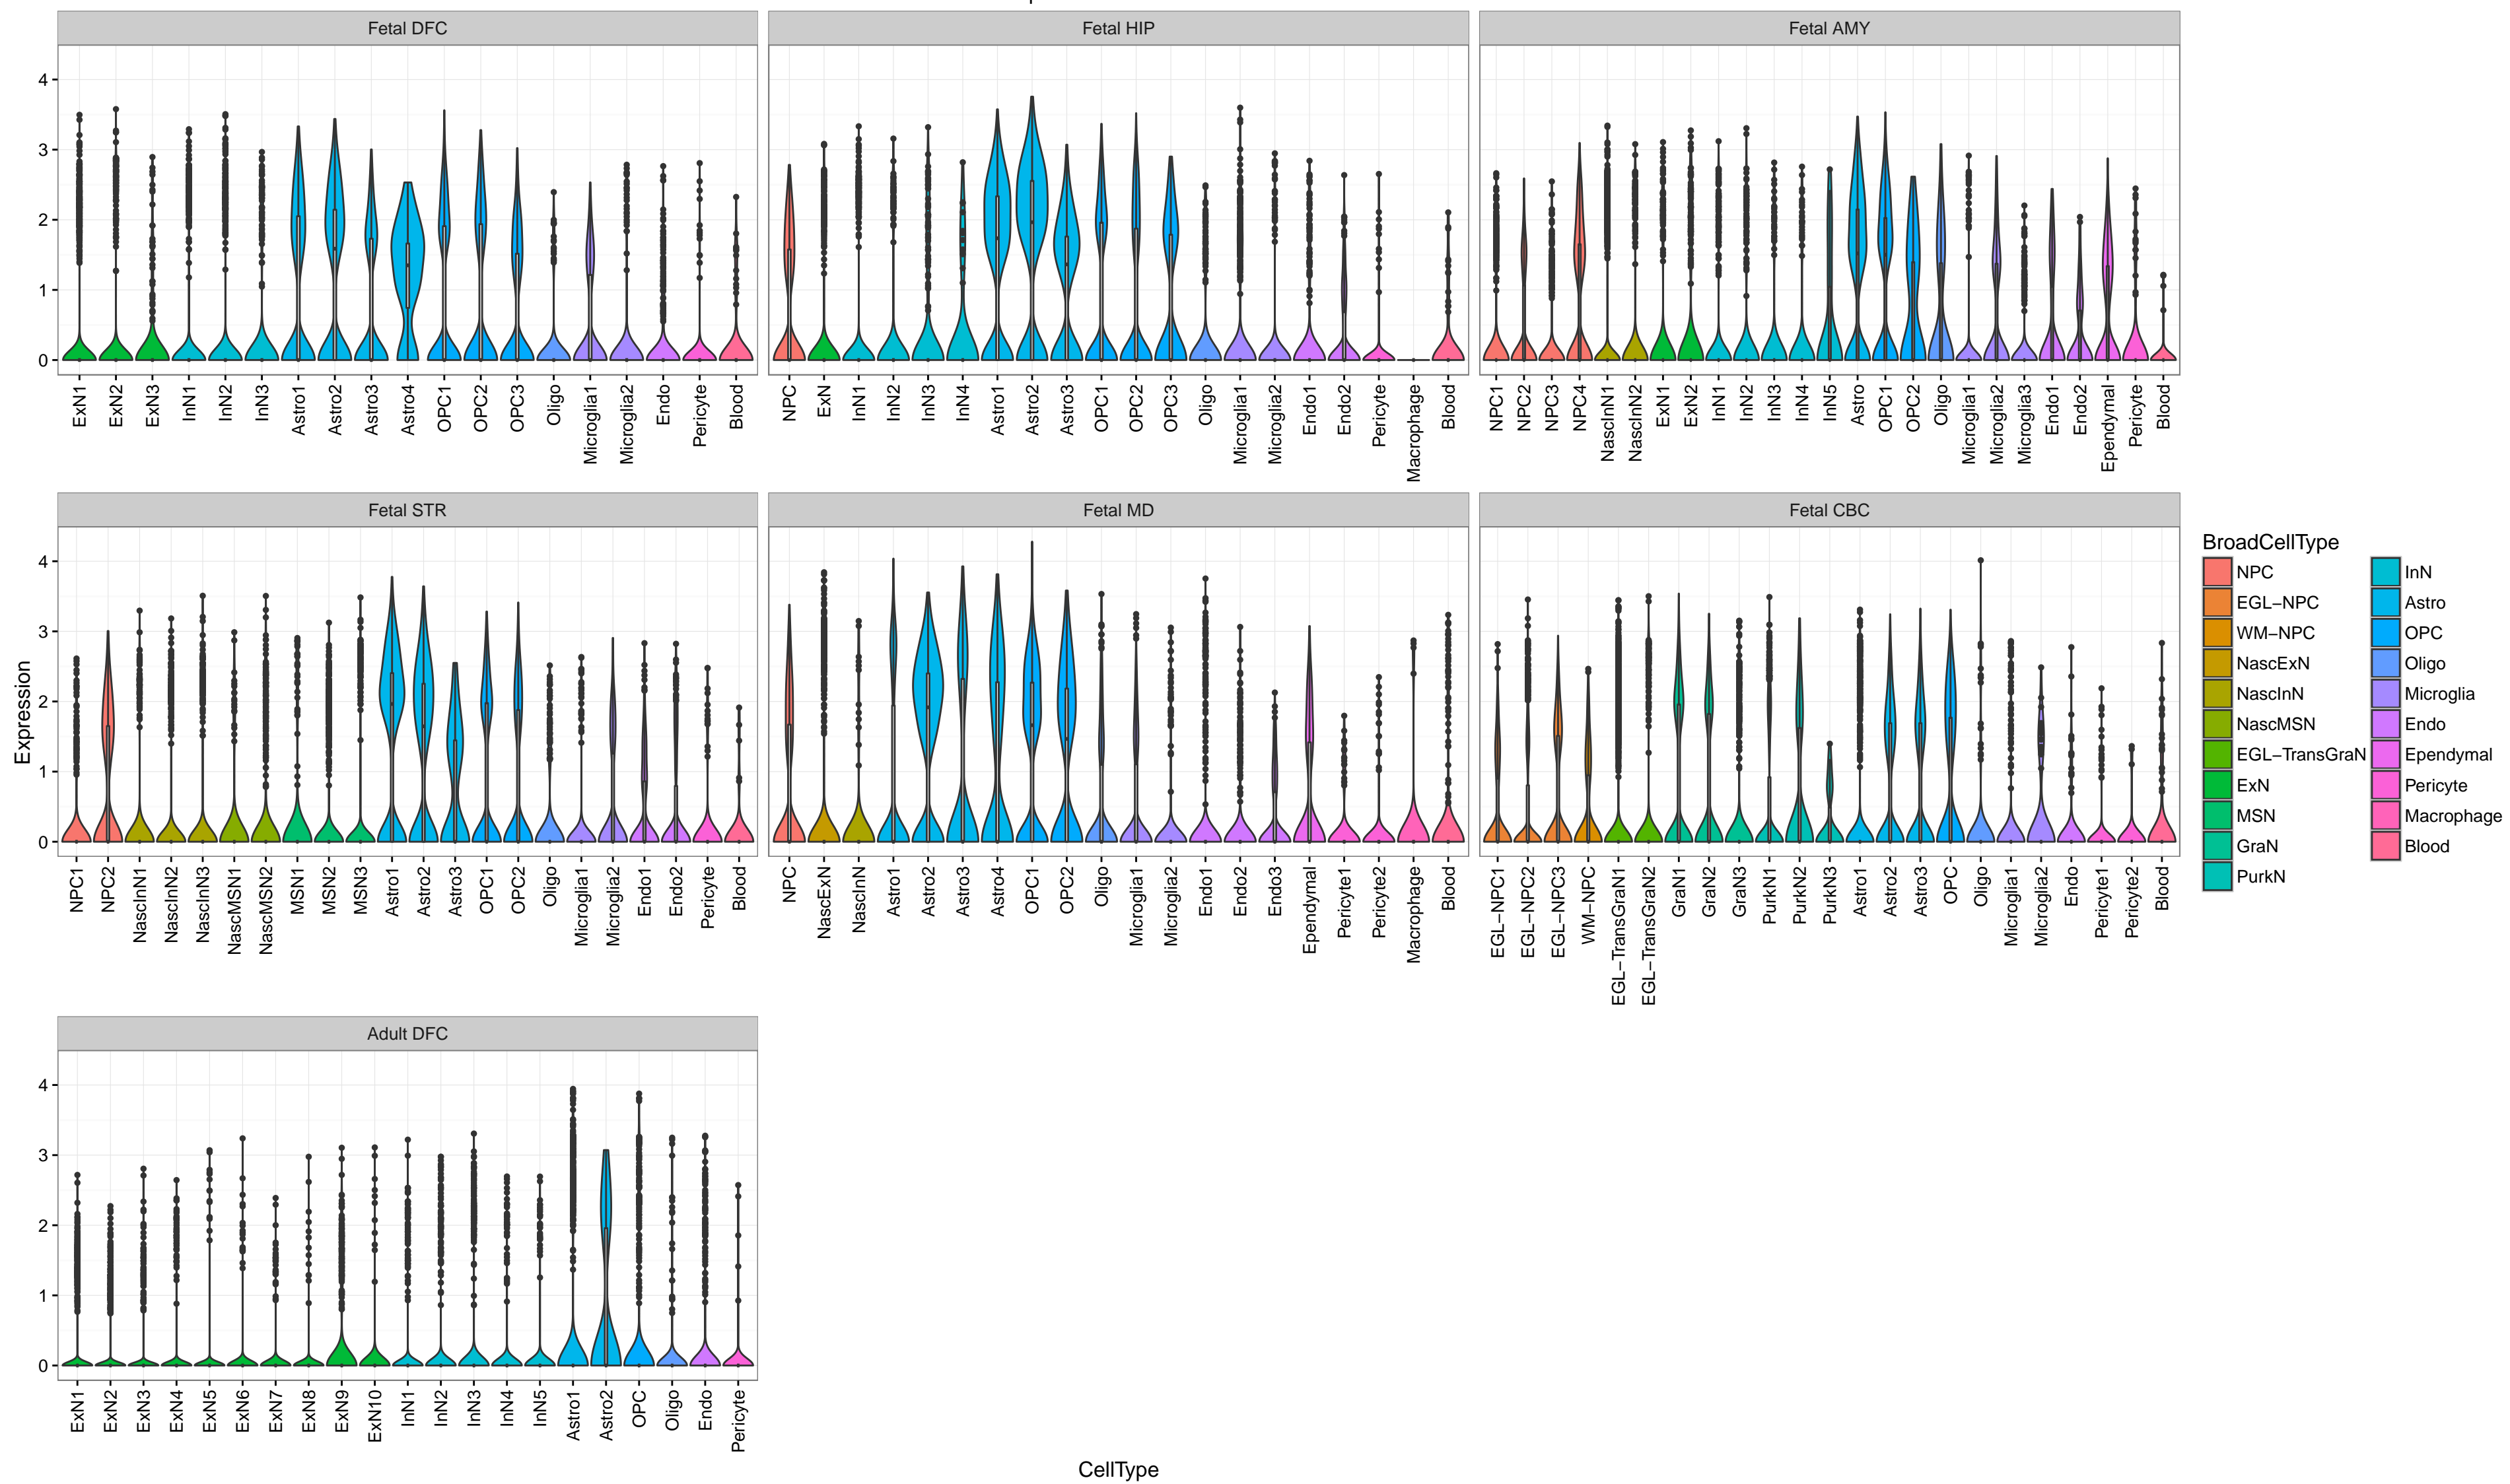 Fetal DFC Fetal HIP Fetal AMY
4
3
2
1
0
ExN1 ExN2 ExN3 InN1 InN2 InN3 Astro1 Astro2 Astro3 Astro4 OPC1 OPC2 OPC3 Oligo Microglia1 Microglia2 Endo Pericyte Blood
NPC ExN InN1 InN2 InN3 InN4 Astro1 Astro2 Astro3 OPC1 OPC2 OPC3 Oligo Microglia1 Microglia2 Endo1 Endo2 Pericyte Macrophage Blood
NPC1 NPC2 NPC3 NPC4 NascInN1 NascInN2 ExN1 ExN2 InN1 InN2 InN3 InN4 InN5 Astro OPC1 OPC2 Oligo Microglia1 Microglia2 Microglia3 Endo1 Endo2 Ependymal Pericyte Blood
Fetal STR Fetal MD Fetal CBC
Expression
4
3
2
1
0
NPC1 NPC2 NascInN1 NascInN2 NascInN3 NascMSN1 NascMSN2 MSN1 MSN2 MSN3 Astro1 Astro2 Astro3 OPC1 OPC2 Oligo Microglia1 Microglia2 Endo1 Endo2 Pericyte Blood
NPC NascExN NascInN Astro1 Astro2 Astro3 Astro4 OPC1 OPC2 Oligo Microglia1 Microglia2 Endo1 Endo2 Endo3 Ependymal Pericyte1 Pericyte2 Macrophage Blood
EGL−NPC1 EGL−NPC2 EGL−NPC3 WM−NPC EGL−TransGraN1 EGL−TransGraN2 GraN1 GraN2 GraN3 PurkN1 PurkN2 PurkN3 Astro1 Astro2 Astro3 OPC Oligo Microglia1 Microglia2 Endo Pericyte1 Pericyte2 Blood
BroadCellType
NPC InN
EGL−NPC Astro
WM−NPC OPC
NascExN Oligo
NascInN Microglia
NascMSN Endo
EGL−TransGraN Ependymal
ExN Pericyte
MSN Macrophage
GraN Blood
PurkN
Adult DFC
4
3
2
1
0
ExN1 ExN2 ExN3 ExN4 ExN5 ExN6 ExN7 ExN8 ExN9 ExN10 InN1 InN2 InN3 InN4 InN5 Astro1 Astro2 OPC Oligo Endo Pericyte
CellType